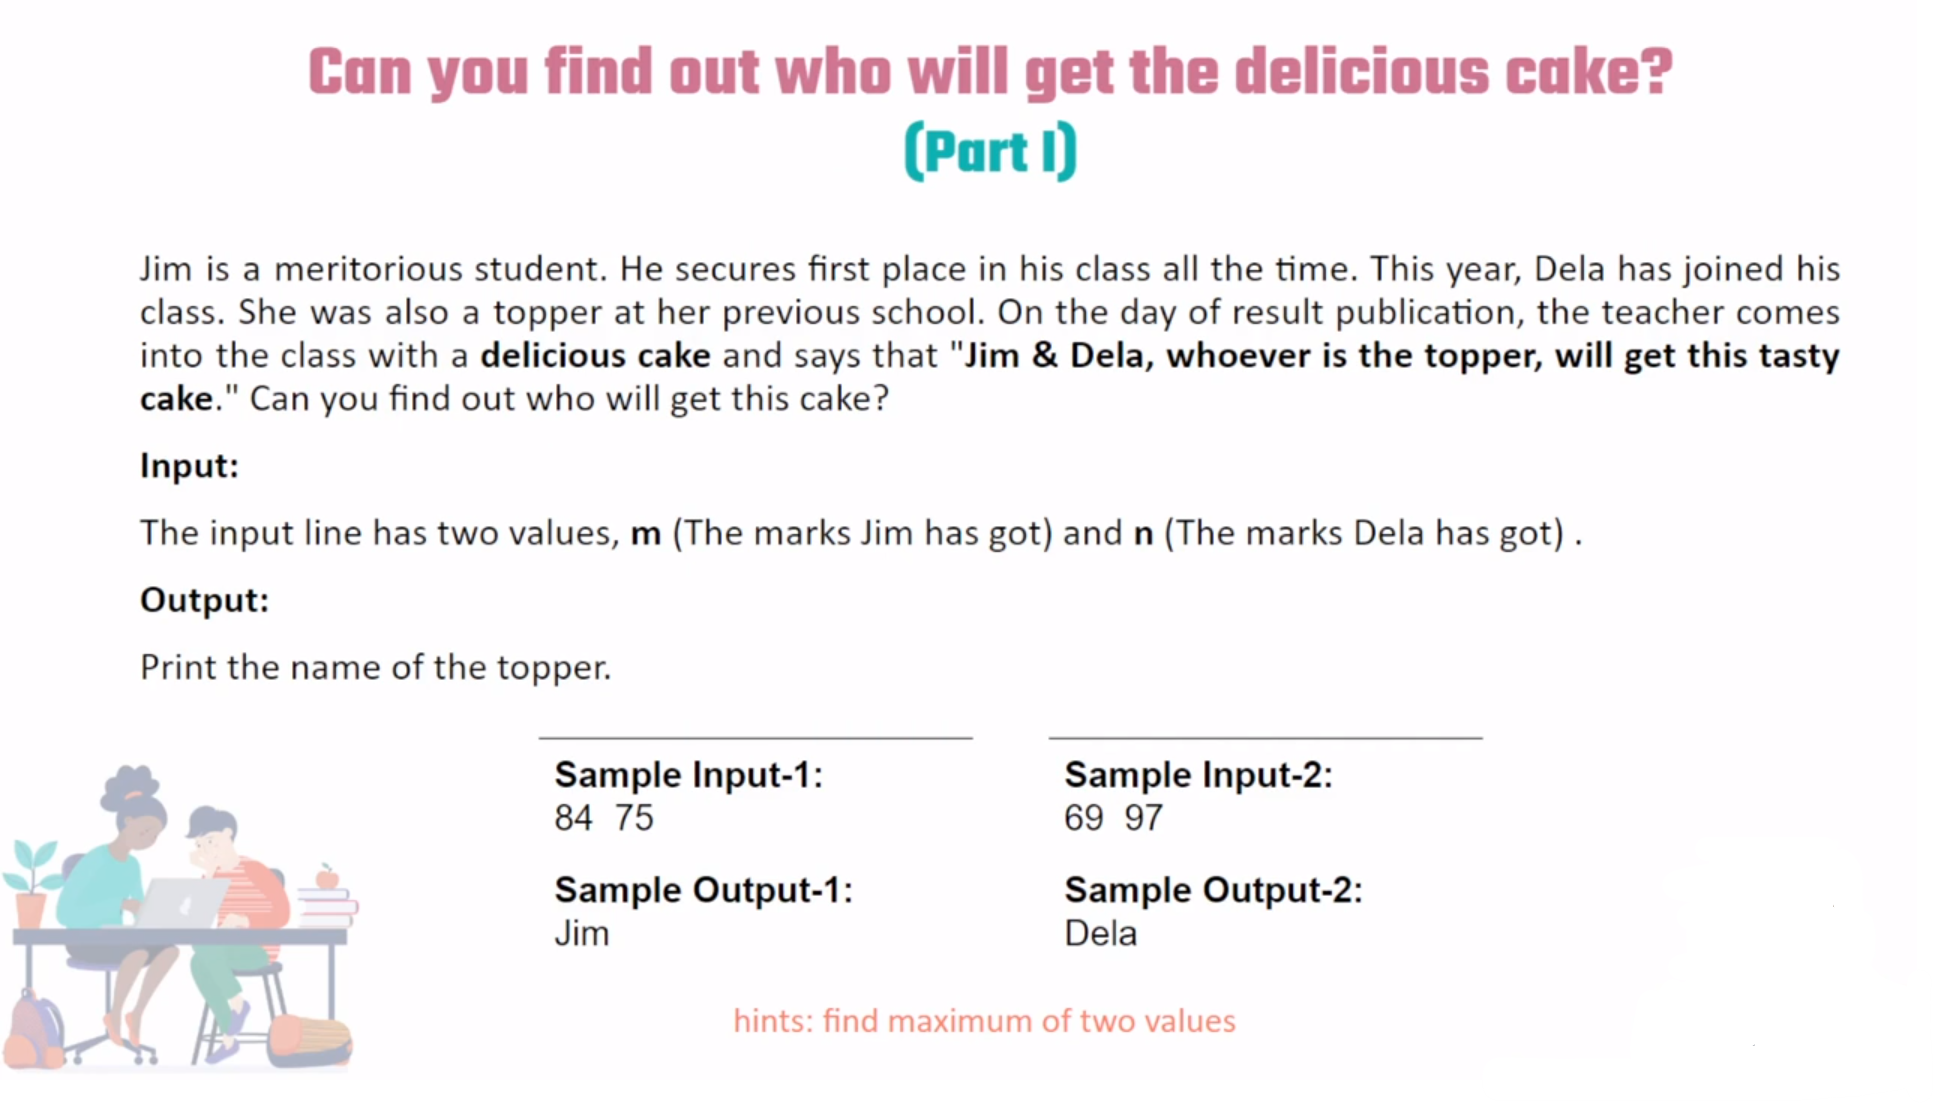 Can you find out who will get the delicious cake?
(Part I)
Jim is a meritorious student. He secures first place in his class all the time. This year, Dela has joined his
class. She was also a topper at her previous school. On the day of result publication, the teacher comes
into the class with a delicious cake and says that "Jim & Dela, whoever is the topper, will get this tasty
cake." Can you find out who will get this cake?
Input:
The input line has two values, m (The marks Jim has got) and n (The marks Dela has got) .
Output:
Print the name of the topper.
Sample Input-1:
84 75
Sample Output-1:
Jim
Sample Input-2:
69 97
Sample Output-2:
Dela
hints: find maximum of two values